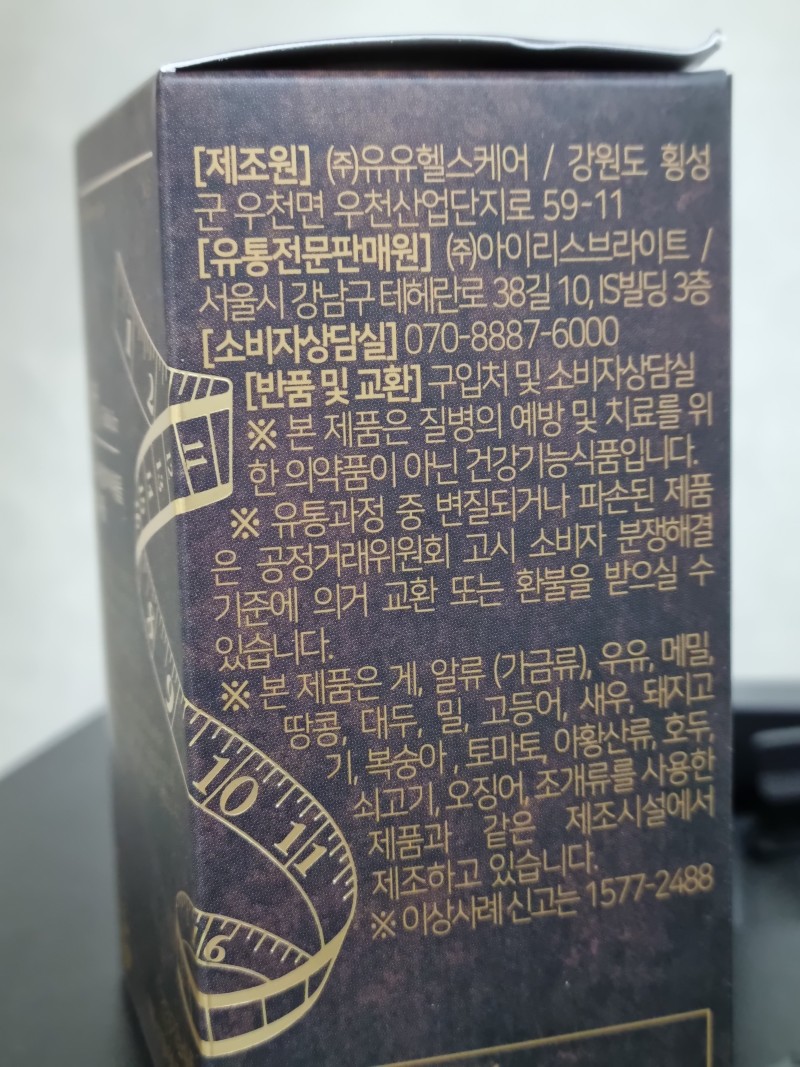 [제조원] ㈜유유헬스케어 / 강원도 횡성
군 우천면 우천산업단지로 59-11
[유통전문판매원] ㈜아이리스브라이트 /
서울시 강남구 테헤란로 38길 10, IS빌딩 3층
[소비자상담실] 070-8887-6000
[반품 및 교환] 구입처 및 소비자상담실
※ 본 제품은 질병의 예방 및 치료를 위
한 의약품이 아닌 건강기능식품입니다.
※ 유통과정 중 변질되거나 파손된 제품
은 공정거래위원회 고시 소비자 분쟁해결
기준에 의거 교환 또는 환불을 받으실 수
있습니다.
※ 본 제품은 게, 알류 (가금류), 우유, 메밀,
땅콩, 대두, 밀, 고등어, 새우, 돼지고
기, 복숭아, 토마토, 아황산류, 호두,
쇠고기, 오징어, 조개류를 사용한
제품과 같은 제조시설에서
제조하고 있습니다.
※ 이상사례 신고는 1577-2488
1
2
11
10
11
6